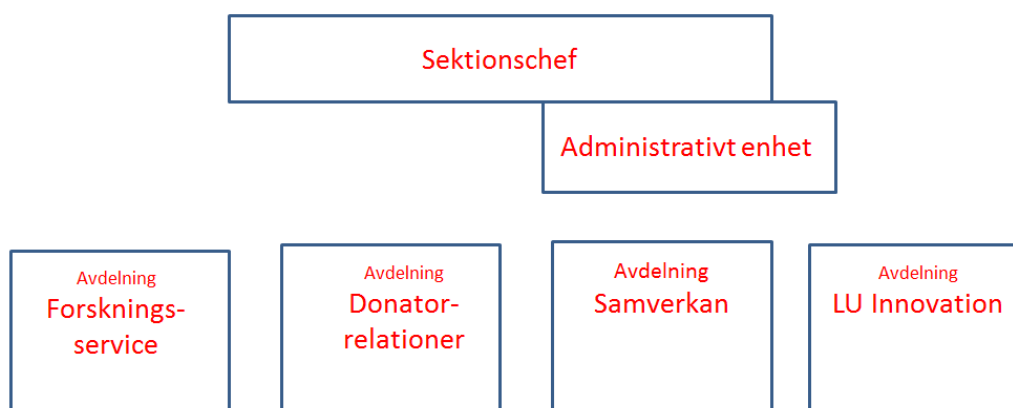 Sektionschef
Administrativt enhet
Avdelning
Forsknings-
service
Avdelning
Donator-
relationer
Avdelning
Samverkan
Avdelning
LU Innovation